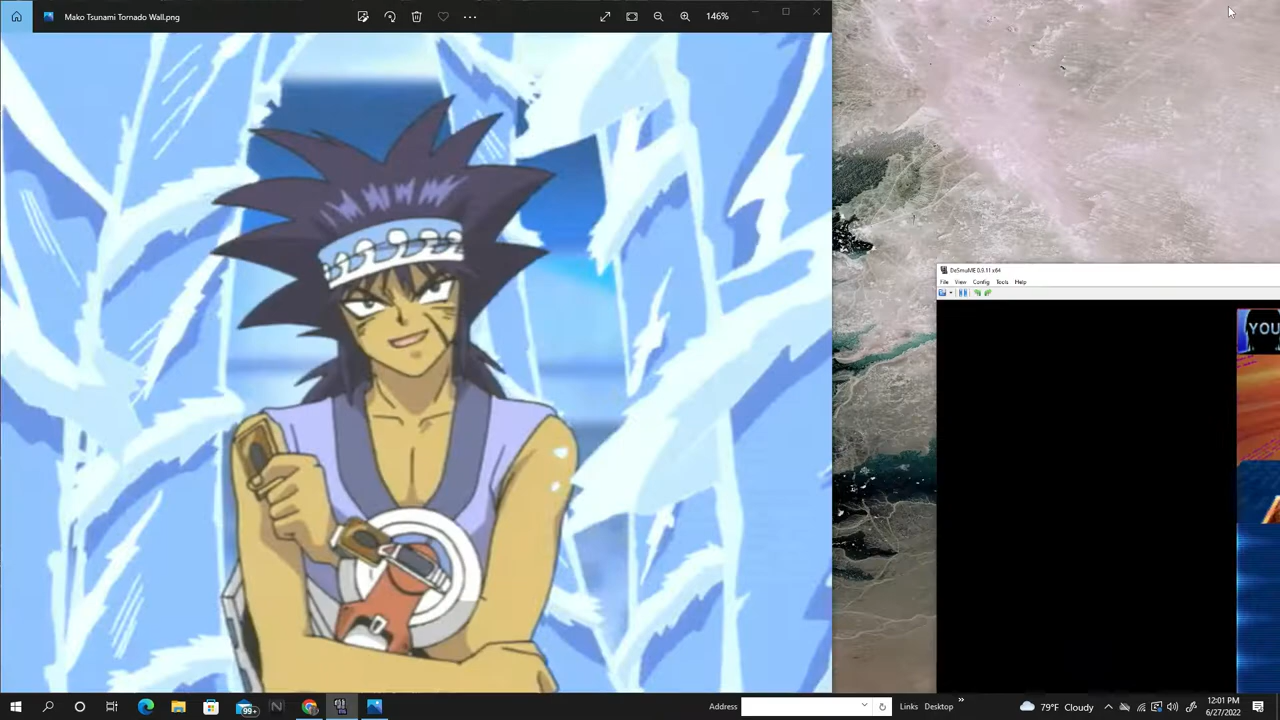 Mako Tsunami Tornado Wall.png
146%
DeSmuME 0.9.11 x64
File View Config Tools Help
YOU
99+
N
Address
Links Desktop
79°F Cloudy
12:01 PM
6/27/2022